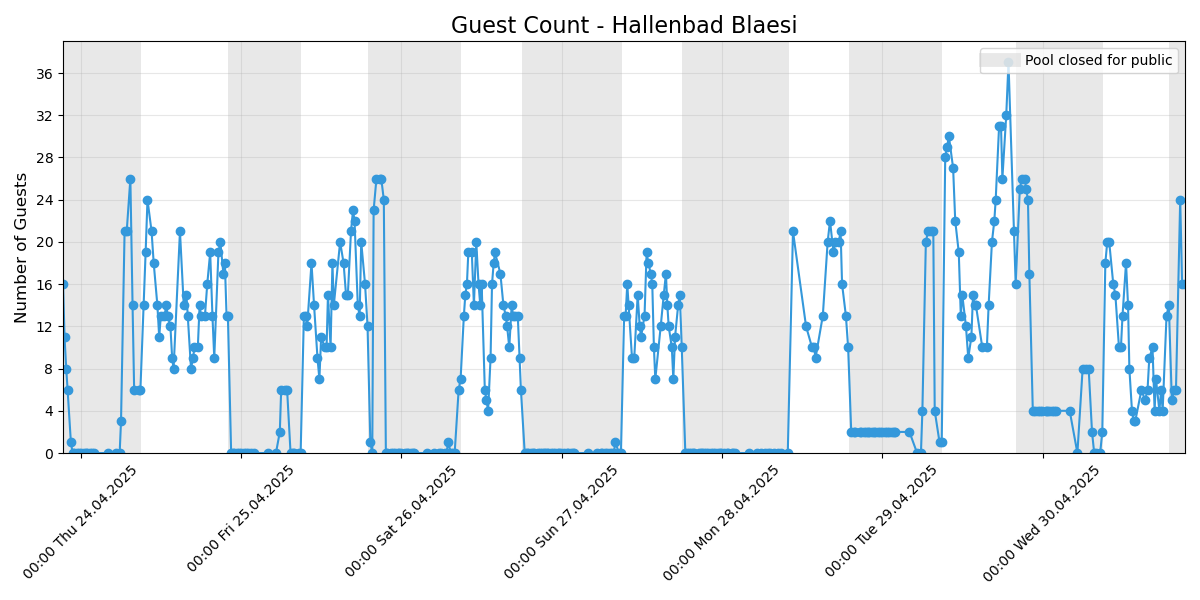 Guest Count - Hallenbad Blaesi
Pool closed for public
Number of Guests
36
32
28
24
20
16
12
8
4
0
00:00 Thu 24.04.2025
00:00 Fri 25.04.2025
00:00 Sat 26.04.2025
00:00 Sun 27.04.2025
00:00 Mon 28.04.2025
00:00 Tue 29.04.2025
00:00 Wed 30.04.2025